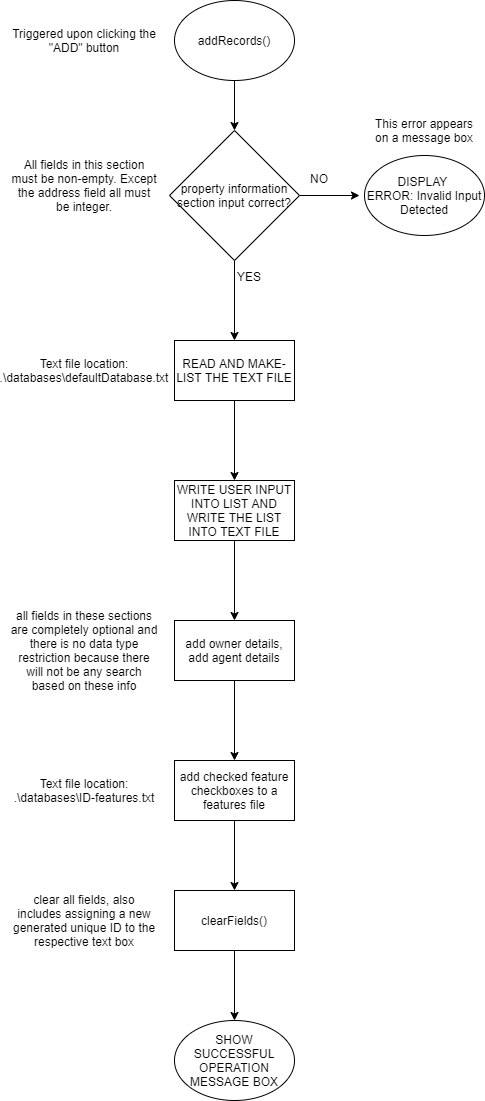 Triggered upon clicking the
"ADD" button
addRecords()
This error appears
on a message box
All fields in this section
must be non-empty. Except
the address field all must
be integer.
property information
section input correct?
NO
DISPLAY
ERROR: Invalid Input
Detected
YES
Text file location:
.\databases\defaultDatabase.txt
READ AND MAKE-
LIST THE TEXT FILE
WRITE USER INPUT
INTO LIST AND
WRITE THE LIST
INTO TEXT FILE
all fields in these sections
are completely optional and
there is no data type
restriction because there
will not be any search
based on these info
add owner details,
add agent details
Text file location:
.\databases\ID-features.txt
add checked feature
checkboxes to a
features file
clear all fields, also
includes assigning a new
generated unique ID to the
respective text box
clearFields()
SHOW
SUCCESSFUL
OPERATION
MESSAGE BOX